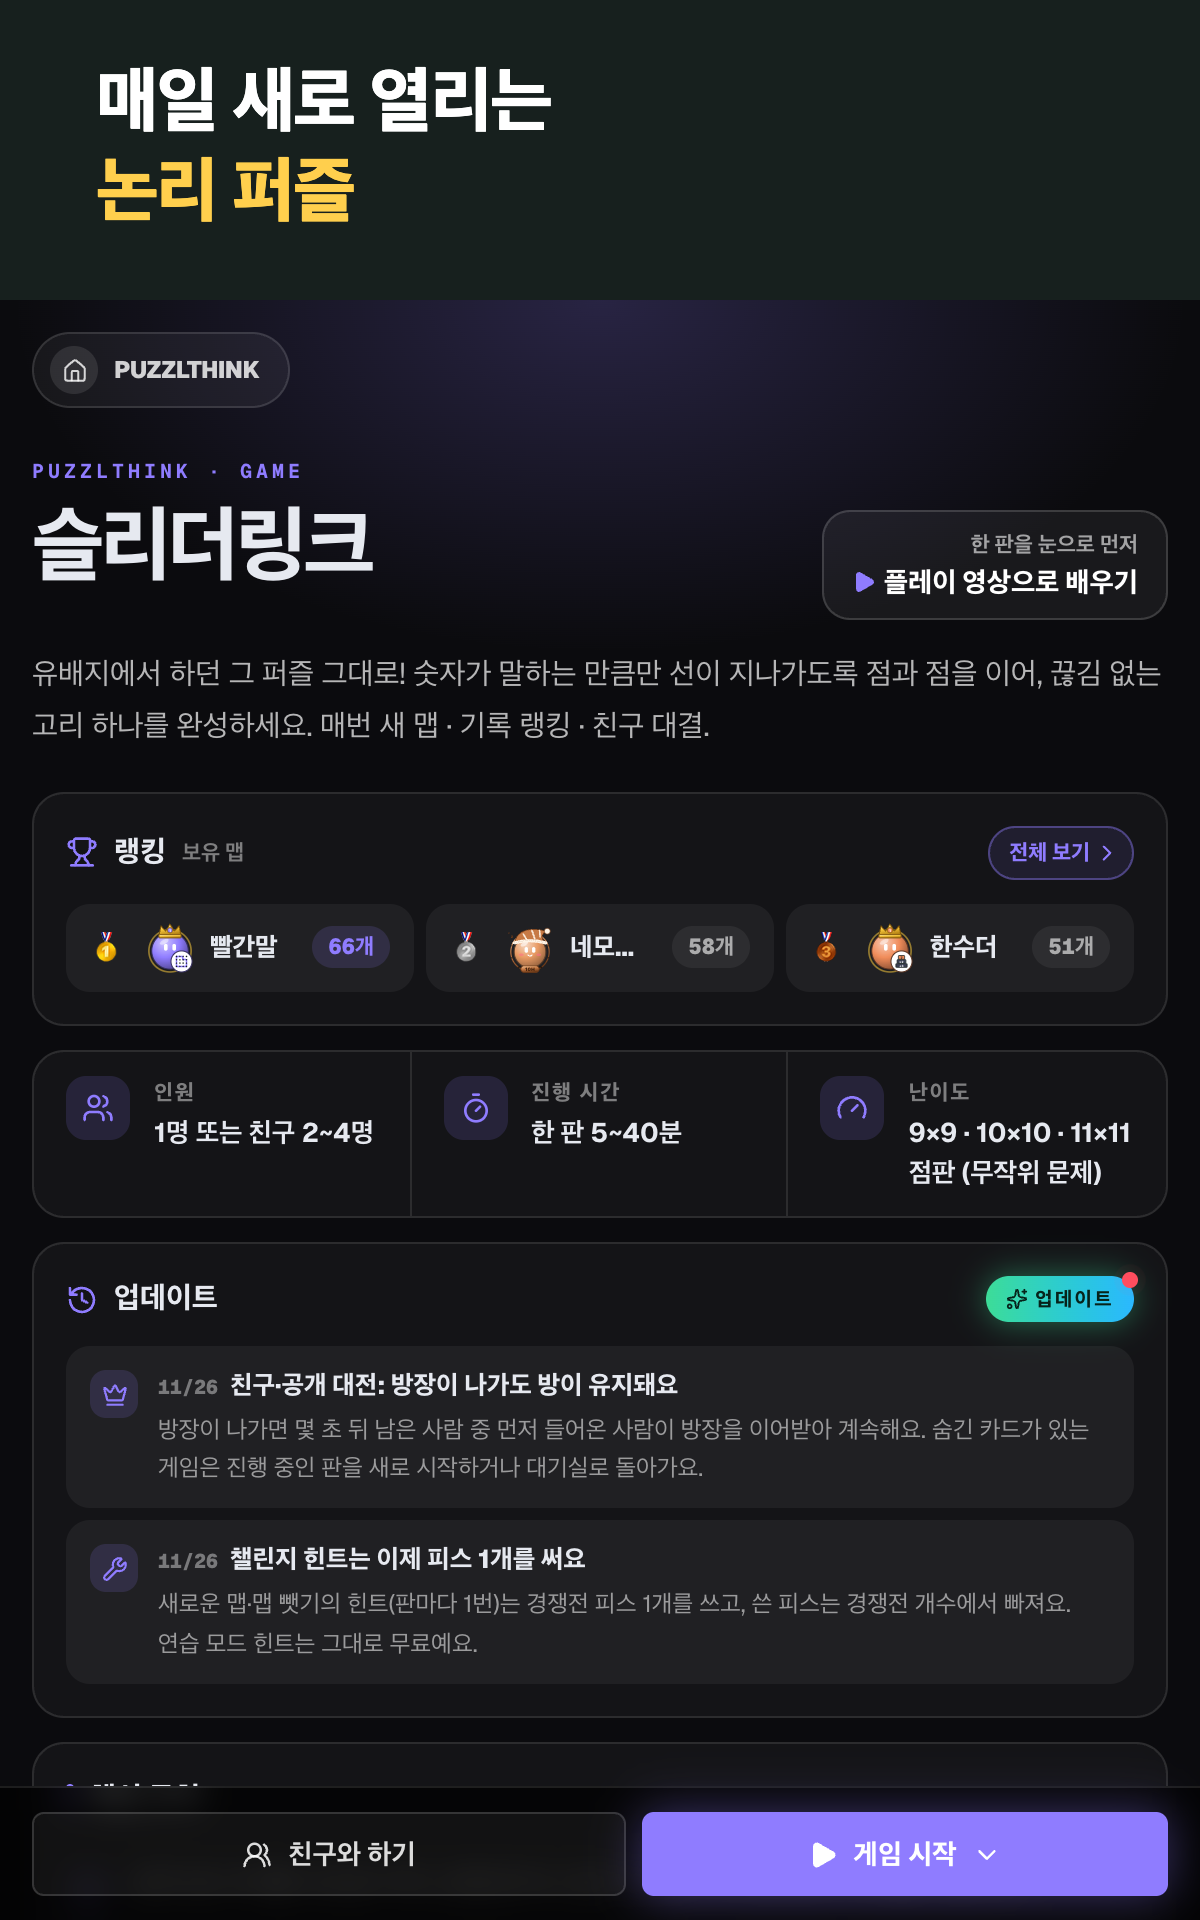 매일 새로 열리는
논리 퍼즐
PUZZLTHINK
PUZZLTHINK · GAME
슬리더링크
한 판을 눈으로 먼저
플레이 영상으로 배우기
유배지에서 하던 그 퍼즐 그대로! 숫자가 말하는 만큼만 선이 지나가도록 점과 점을 이어, 끊김 없는
고리 하나를 완성하세요. 매번 새 맵 · 기록 랭킹 · 친구 대결.
랭킹 보유 맵
전체 보기
1 빨간말 66개
2 네모... 58개
3 한수더 51개
인원
1명 또는 친구 2~4명
진행 시간
한 판 5~40분
난이도
9×9 · 10×10 · 11×11
점판 (무작위 문제)
업데이트
업데이트
11/26 친구·공개 대전: 방장이 나가도 방이 유지돼요
방장이 나가면 몇 초 뒤 남은 사람 중 먼저 들어온 사람이 방장을 이어받아 계속해요. 숨긴 카드가 있는
게임은 진행 중인 판을 새로 시작하거나 대기실로 돌아가요.
11/26 챌린지 힌트는 이제 피스 1개를 써요
새로운 맵·맵 뺏기의 힌트(판마다 1번)는 경쟁전 피스 1개를 쓰고, 쓴 피스는 경쟁전 개수에서 빠져요.
연습 모드 힌트는 그대로 무료예요.
친구와 하기
게임 시작